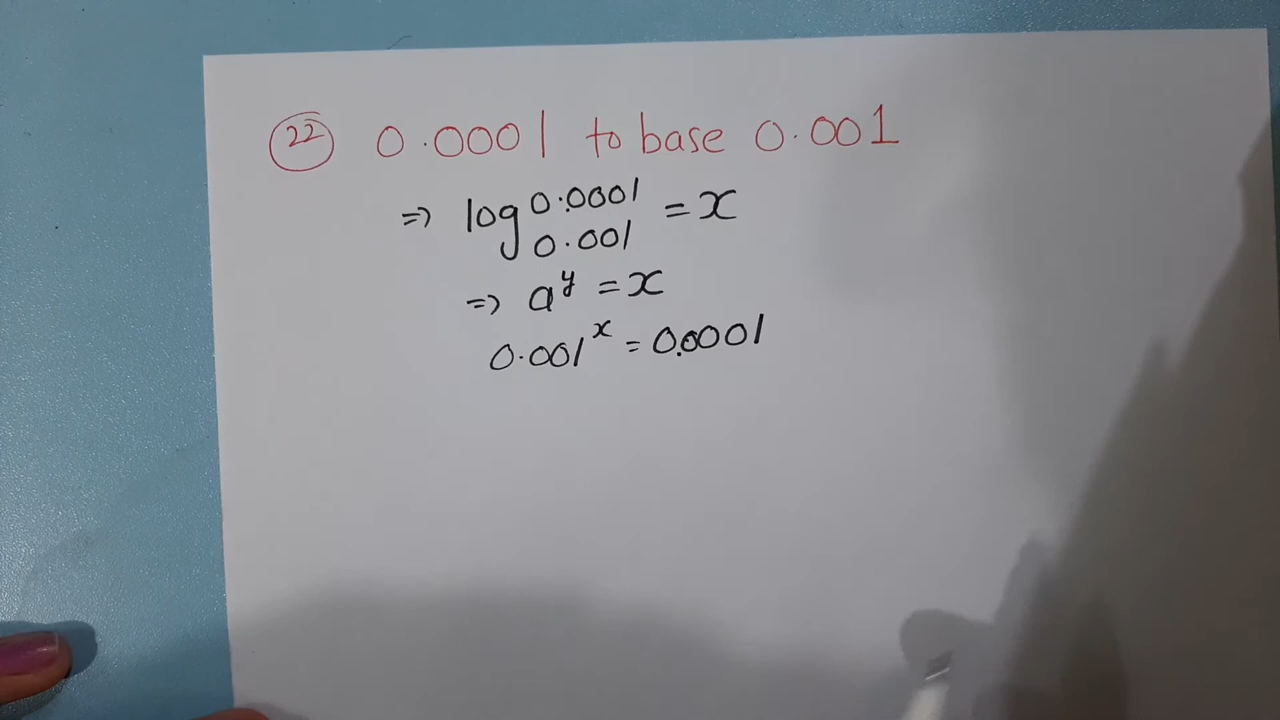 22 0.0001 to base 0.001
⇒ log 0.0001 0.001 = x
⇒ a^y = x
0.001^x = 0.0001